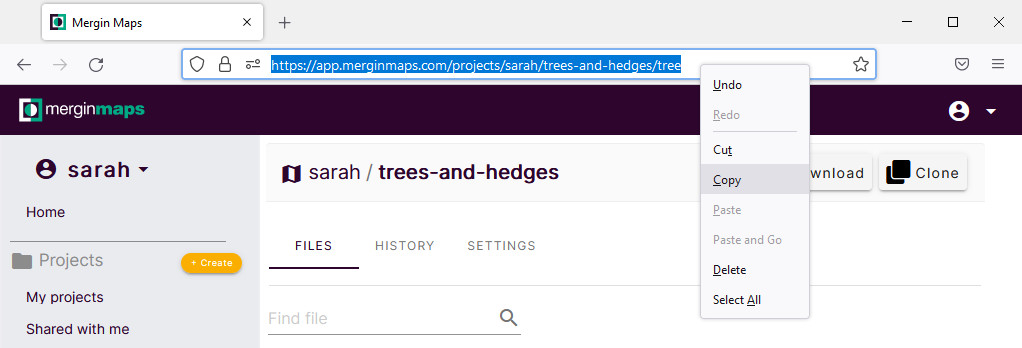 Mergin Maps
https://app.merginmaps.com/projects/sarah/trees-and-hedges/tree
merginmaps
sarah
Home
Projects
+ Create
My projects
Shared with me
sarah / trees-and-hedges
wnload
Clone
FILES
HISTORY
SETTINGS
Find file
Undo
Redo
Cut
Copy
Paste
Paste and Go
Delete
Select All